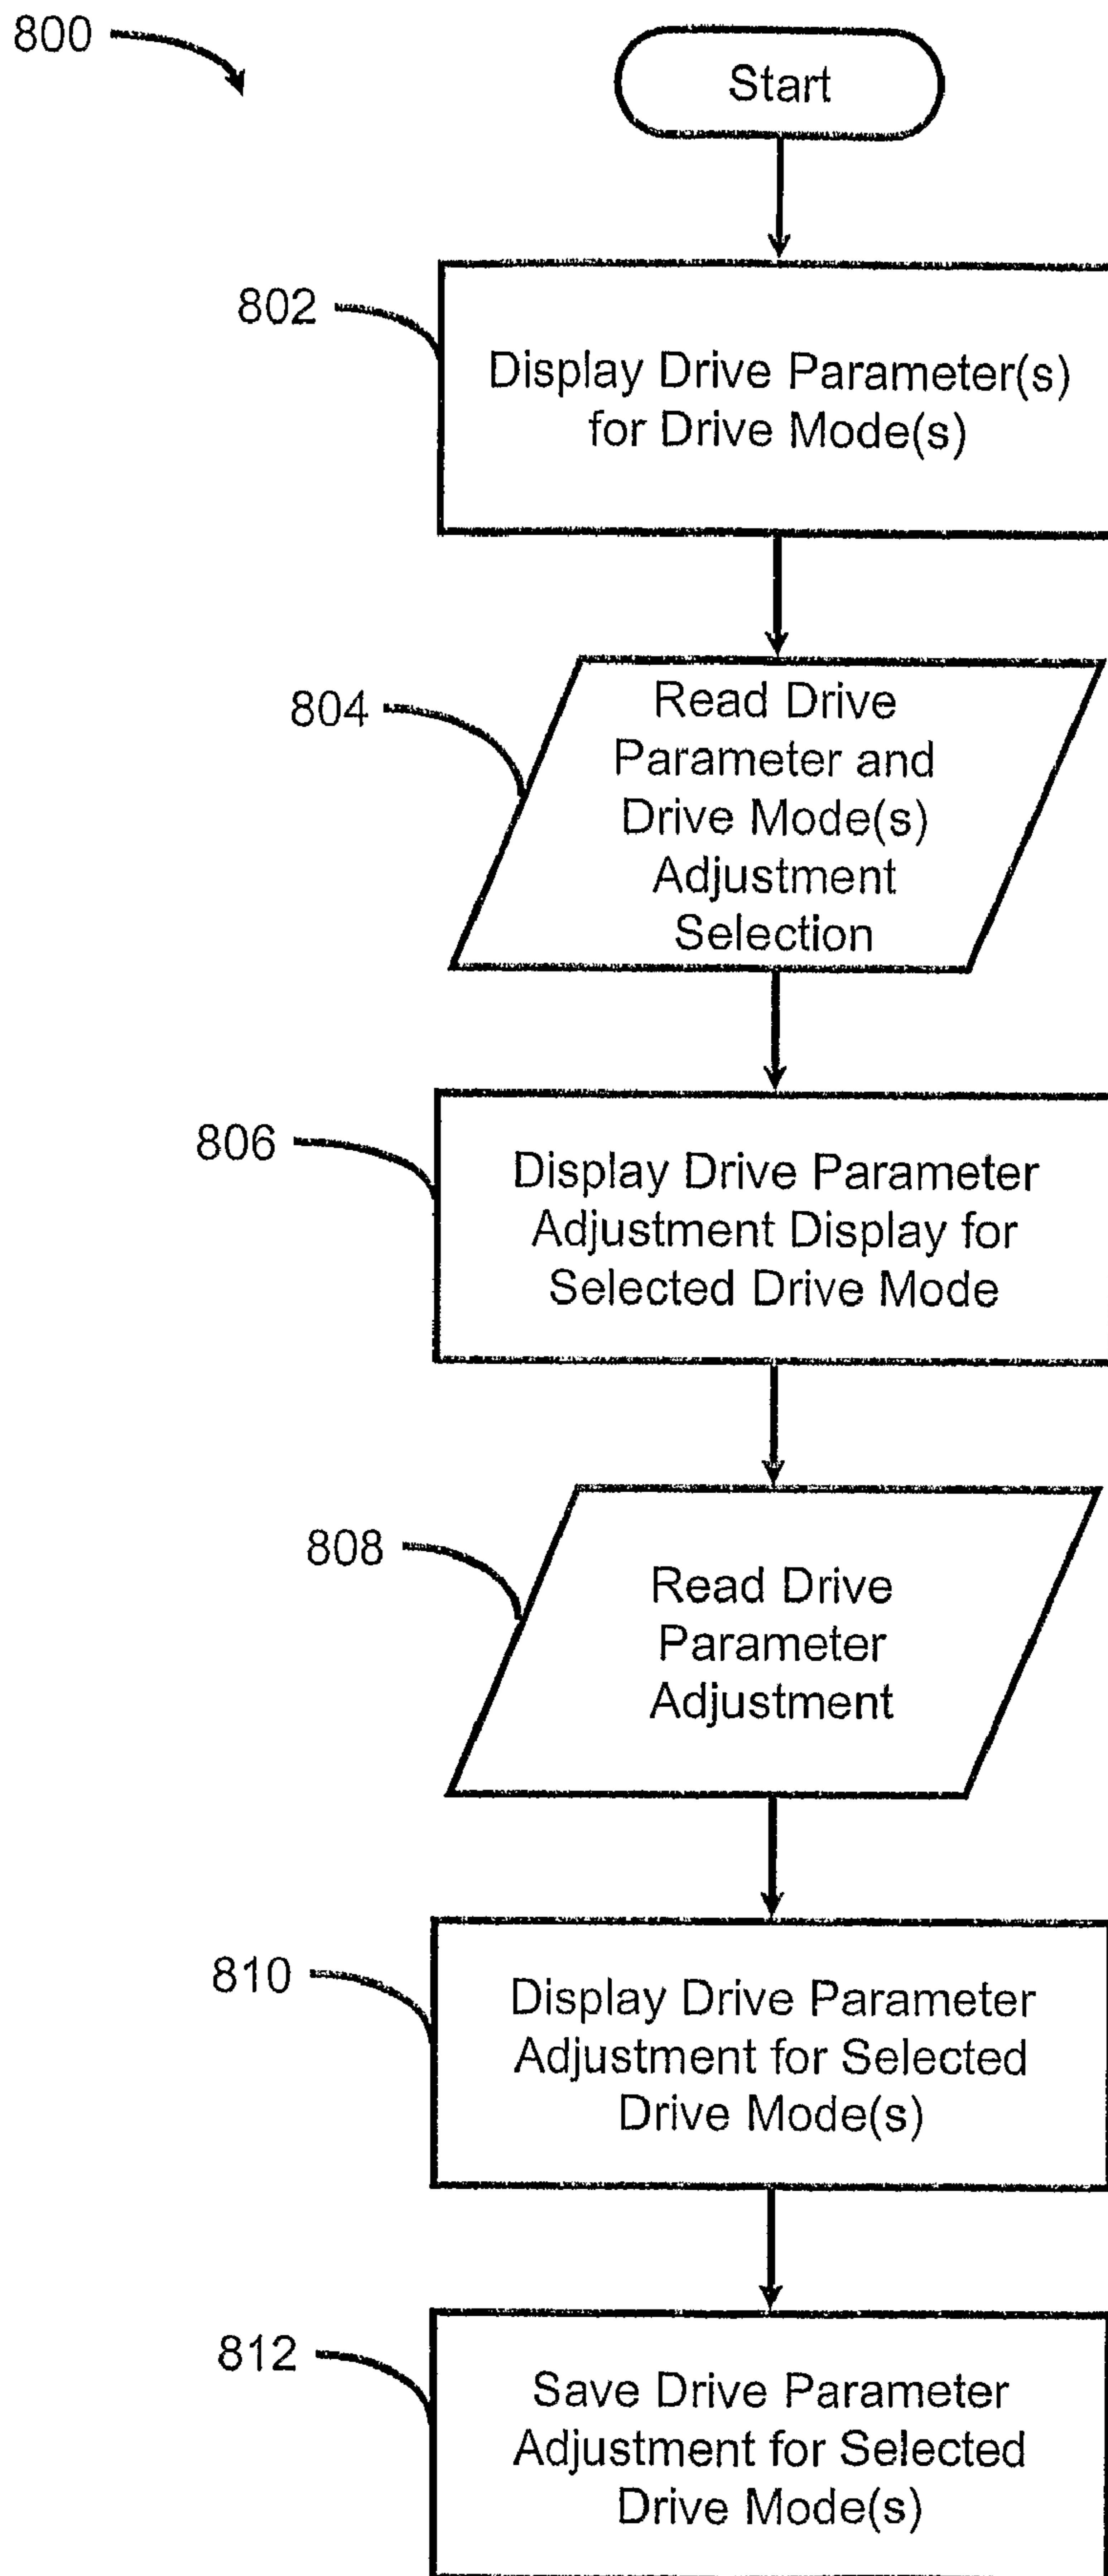 800
Start
802
Display Drive Parameter(s)
for Drive Mode(s)
804
Read Drive
Parameter and
Drive Mode(s)
Adjustment
Selection
806
Display Drive Parameter
Adjustment Display for
Selected Drive Mode
808
Read Drive
Parameter
Adjustment
810
Display Drive Parameter
Adjustment for Selected
Drive Mode(s)
812
Save Drive Parameter
Adjustment for Selected
Drive Mode(s)